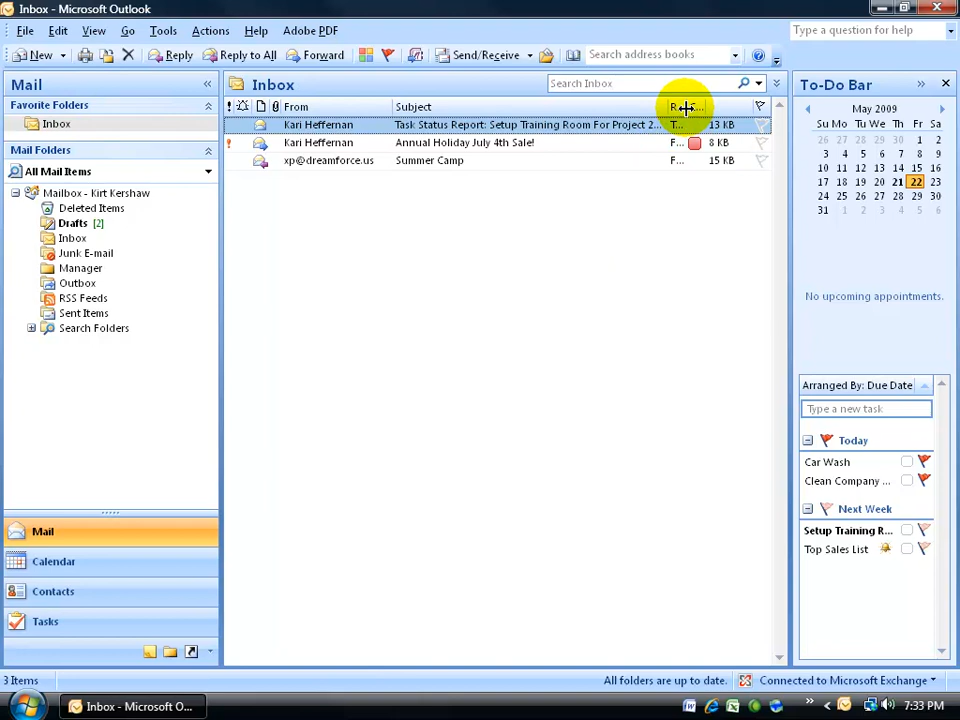 Inbox - Microsoft Outlook
File Edit View Go Tools Actions Help Adobe PDF
Type a question for help
New Reply Reply to All Forward Send/Receive Search address books
Mail
Favorite Folders
Inbox
Mail Folders
All Mail Items
Mailbox - Kirt Kershaw
Deleted Items
Drafts [2]
Inbox
Junk E-mail
Manager
Outbox
RSS Feeds
Sent Items
Search Folders
Mail
Calendar
Contacts
Tasks
Inbox
Search Inbox
! From Subject R... C...
Kari Heffernan Task Status Report: Setup Training Room For Project 2... T... 13 KB
Kari Heffernan Annual Holiday July 4th Sale! F... 8 KB
xp@dreamforce.us Summer Camp F... 15 KB
To-Do Bar
May 2009
Su Mo Tu We Th Fr Sa
26 27 28 29 30 1 2
3 4 5 6 7 8 9
10 11 12 13 14 15 16
17 18 19 20 21 22 23
24 25 26 27 28 29 30
31 1 2 3 4 5 6
No upcoming appointments.
Arranged By: Due Date
Type a new task
Today
Car Wash
Clean Company ...
Next Week
Setup Training R...
Top Sales List
3 Items
All folders are up to date.
Connected to Microsoft Exchange
Inbox - Microsoft O...
7:33 PM